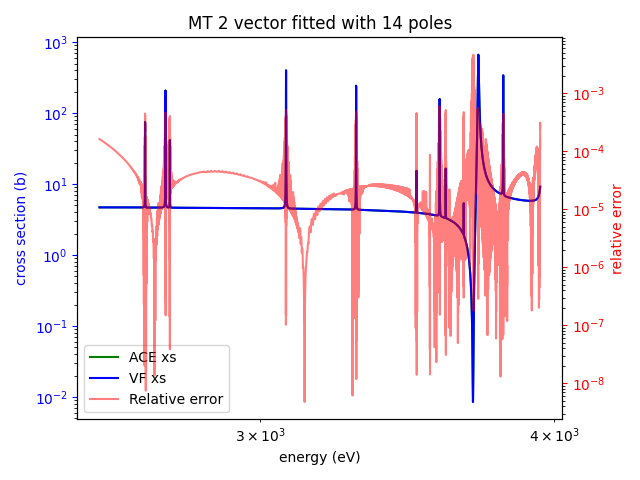 MT 2 vector fitted with 14 poles
cross section (b)
10³
10²
10¹
10⁰
10⁻¹
10⁻²
10⁻³
10⁻⁴
10⁻⁵
10⁻⁶
10⁻⁷
10⁻⁸
relative error
ACE xs
VF xs
Relative error
3 × 10³
4 × 10³
energy (eV)